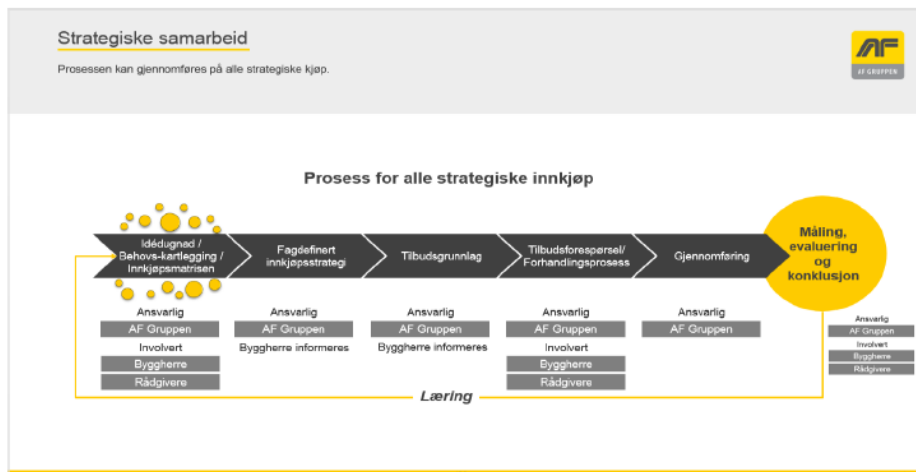 Strategiske samarbeid
Prosessen kan gjennomføres på alle strategiske kjøp.
AF
AF GRUPPEN
Prosess for alle strategiske innkjøp
Idédugnad /
Behovs-kartlegging /
Innkjøpsmatrisen
Fagdefinert
innkjøpsstrategi
Tilbudsgrunnlag
Tilbudsforespørsel/
Forhandlingsprosess
Gjennomføring
Måling,
evaluering
og
konklusjon
Ansvarlig
AF Gruppen
Involvert
Byggherre
Rådgivere
Ansvarlig
AF Gruppen
Byggherre informeres
Ansvarlig
AF Gruppen
Byggherre informeres
Ansvarlig
AF Gruppen
Involvert
Byggherre
Rådgivere
Ansvarlig
AF Gruppen
Ansvarlig
AF Gruppen
Involvert
Byggherre
Rådgivere
Læring